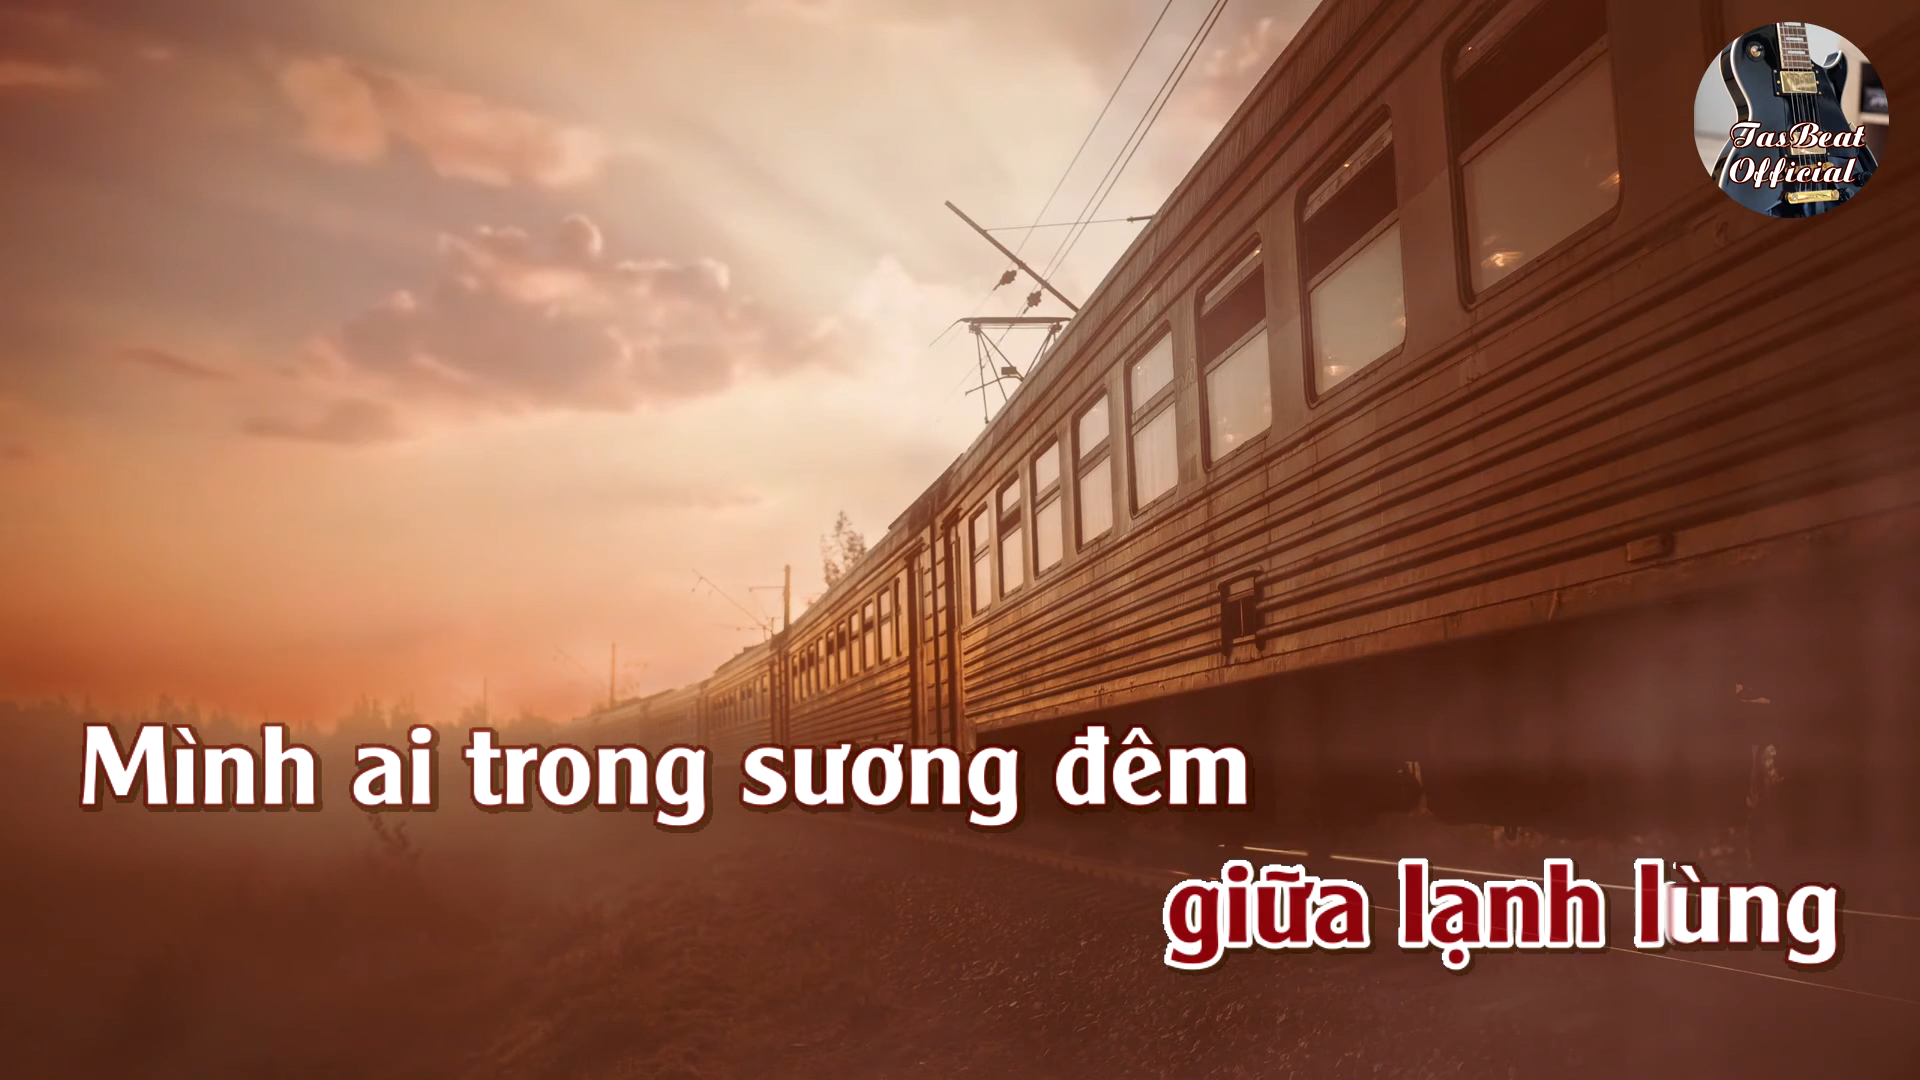 TasBeat
Official
Mình ai trong sương đêm
giữa lạnh lùng